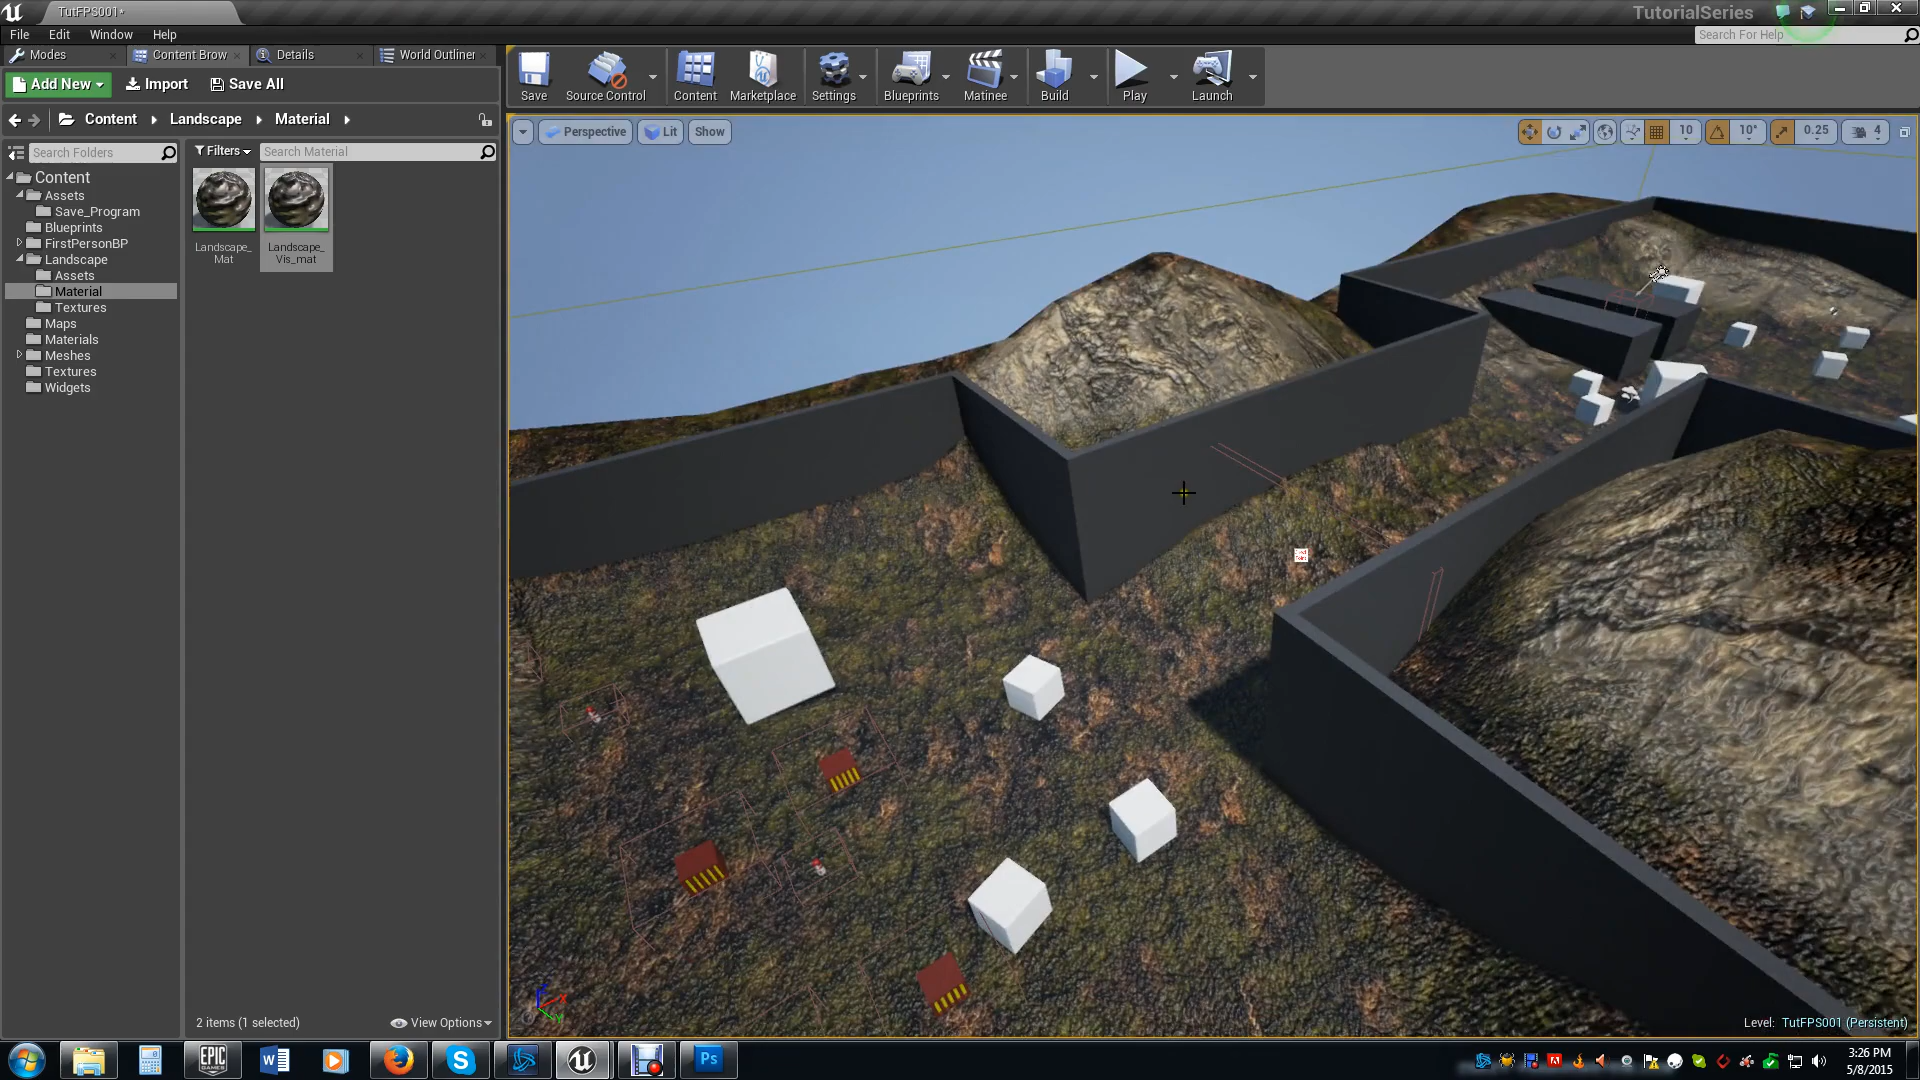 TutFPS001*
TutorialSeries
File Edit Window Help
Search For Help
Modes Content Brow Details World Outliner
Add New Import Save All
Save Source Control Content Marketplace Settings Blueprints Matinee Build Play Launch
Content Landscape Material
Perspective Lit Show
10 10° 0.25 4
Search Folders Filters Search Material
Content
Assets
Save_Program
Blueprints
FirstPersonBP
Landscape
Assets
Material
Textures
Maps
Materials
Meshes
Textures
Widgets
Landscape_
Mat
Landscape_
Vis_mat
2 items (1 selected) View Options
Level: TutFPS001 (Persistent)
EPIC
GAMES
W
S
Ps
3:26 PM
5/8/2015